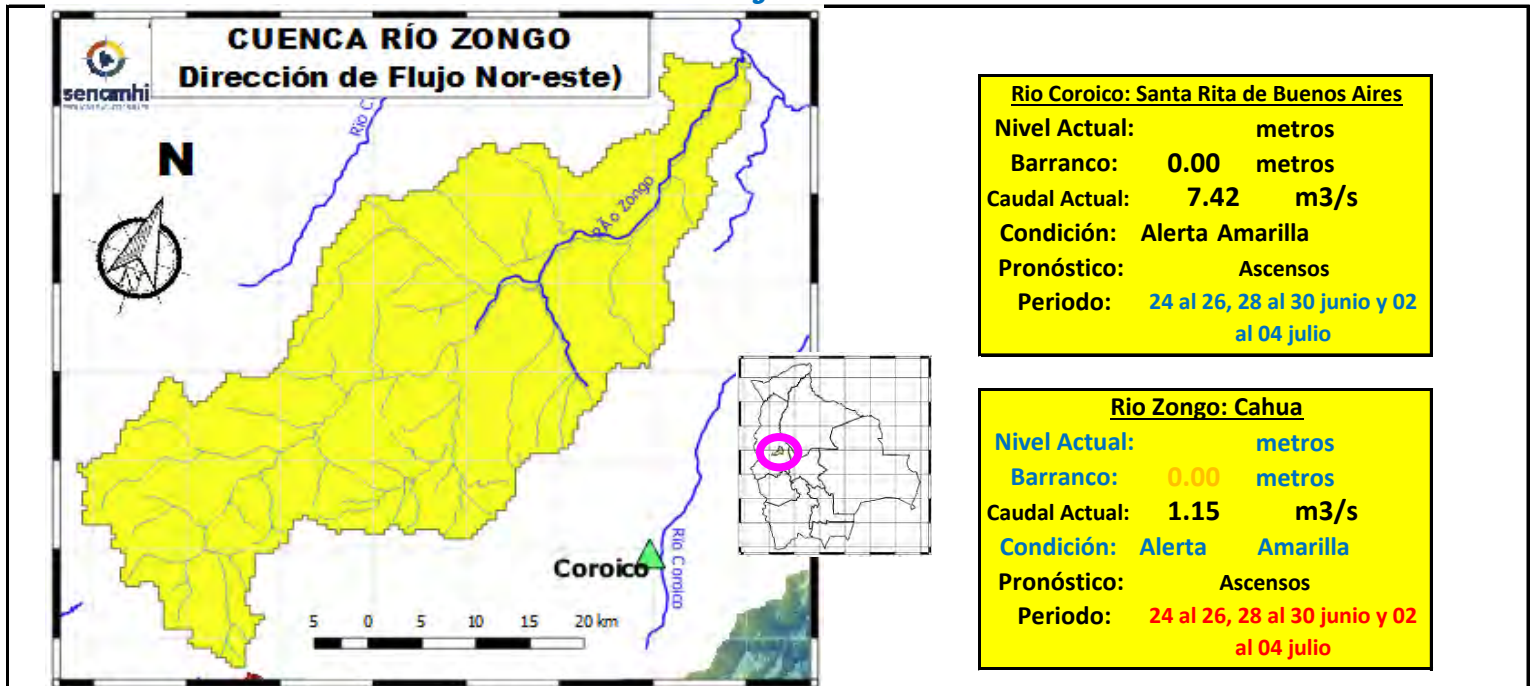 CUENCA RÍO ZONGO
Dirección de Flujo Nor-este)
senamhi
N
Río C
RÃ­o Zongo
Coroico
Río Coroico
5 0 5 10 15 20 km
Rio Coroico: Santa Rita de Buenos Aires
Nivel Actual: metros
Barranco: 0.00 metros
Caudal Actual: 7.42 m3/s
Condición: Alerta Amarilla
Pronóstico: Ascensos
Periodo: 24 al 26, 28 al 30 junio y 02
al 04 julio
Rio Zongo: Cahua
Nivel Actual: metros
Barranco: 0.00 metros
Caudal Actual: 1.15 m3/s
Condición: Alerta Amarilla
Pronóstico: Ascensos
Periodo: 24 al 26, 28 al 30 junio y 02
al 04 julio